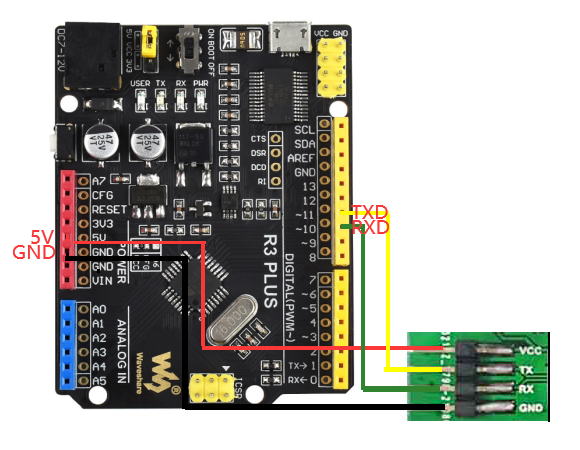 DC7-12V
5V VCC 3V3
ON BOOT OFF
VCC GND
USER TX RX PWR
47
25V
VT
47
25V
VT
CTS
DSR
DCD
RI
SCL
SDA
AREF
GND
13
12
~11
~10
~9
8
TXD
RXD
A7
CFG
RESET
3V3
5V
GND
GND
VIN
POWER
5V
GND
R3 PLUS
DIGITAL(PWM~)
7
~6
~5
4
~3
2
TX→1
RX←0
A0
A1
A2
A3
A4
A5
ANALOG IN
Waveshare
®
ICSP
VCC
TX
RX
GND